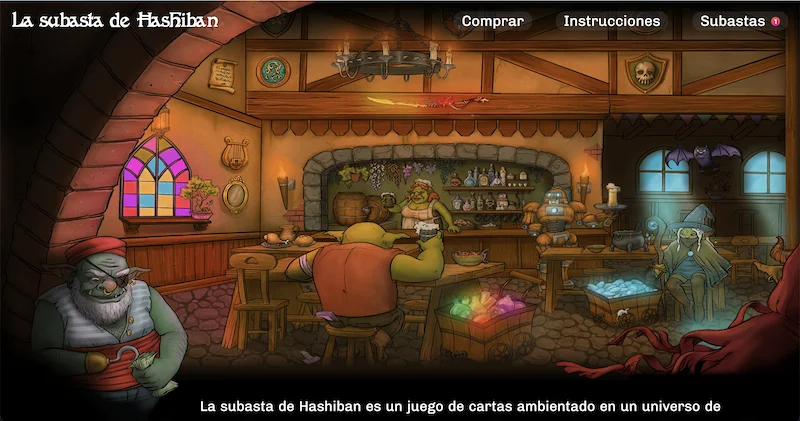 La subasta de Hashiban
Comprar
Instrucciones
Subastas 1
La subasta de Hashiban es un juego de cartas ambientado en un universo de